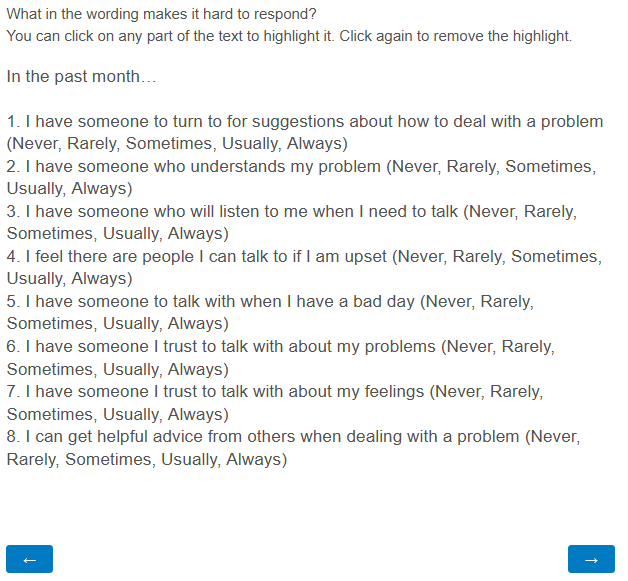 What in the wording makes it hard to respond?
You can click on any part of the text to highlight it. Click again to remove the highlight.
In the past month…
1. I have someone to turn to for suggestions about how to deal with a problem
(Never, Rarely, Sometimes, Usually, Always)
2. I have someone who understands my problem (Never, Rarely, Sometimes,
Usually, Always)
3. I have someone who will listen to me when I need to talk (Never, Rarely,
Sometimes, Usually, Always)
4. I feel there are people I can talk to if I am upset (Never, Rarely, Sometimes,
Usually, Always)
5. I have someone to talk with when I have a bad day (Never, Rarely,
Sometimes, Usually, Always)
6. I have someone I trust to talk with about my problems (Never, Rarely,
Sometimes, Usually, Always)
7. I have someone I trust to talk with about my feelings (Never, Rarely,
Sometimes, Usually, Always)
8. I can get helpful advice from others when dealing with a problem (Never,
Rarely, Sometimes, Usually, Always)
← →